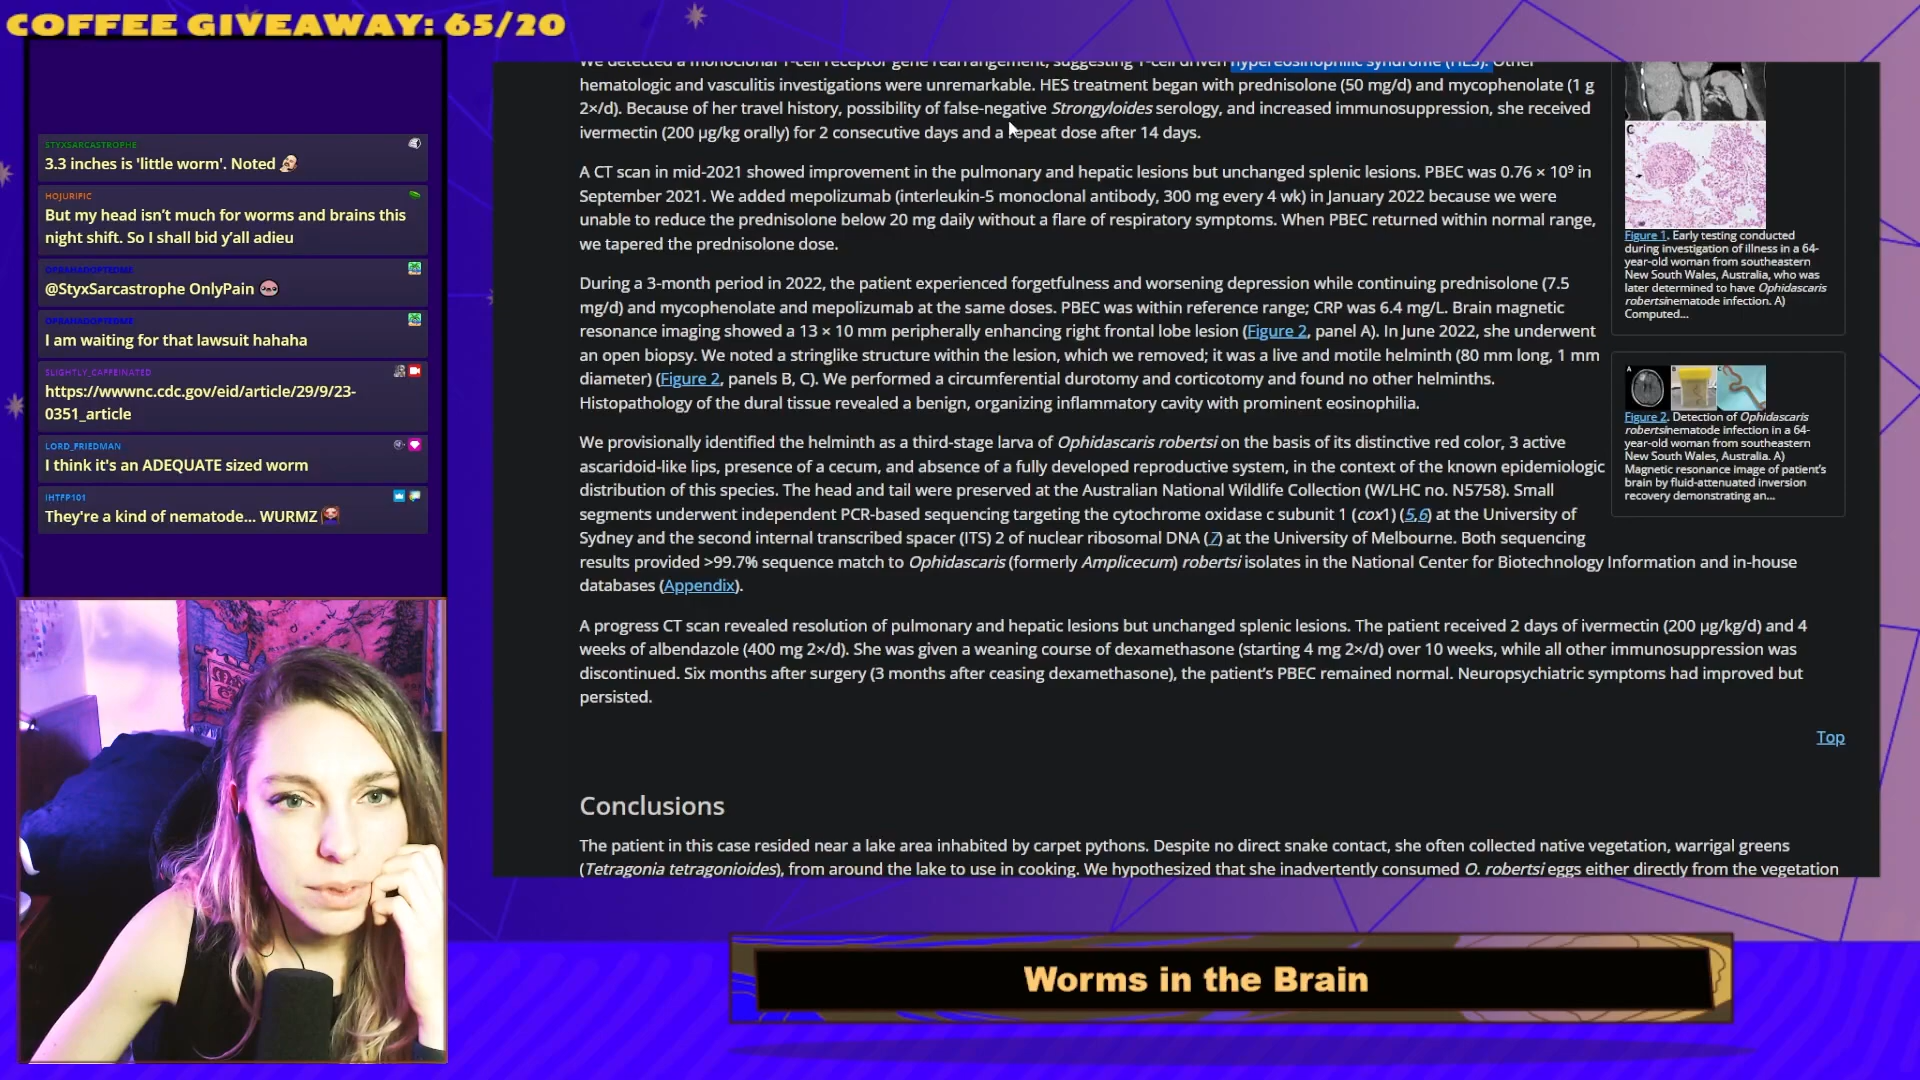 COFFEE GIVEAWAY: 65/20
STYXSARCASTROPHE
3.3 inches is 'little worm'. Noted
HOJURIFIC
But my head isn’t much for worms and brains this
night shift. So I shall bid y’all adieu
OPRAHADOPTEDME
@StyxSarcastrophe OnlyPain
OPRAHADOPTEDME
I am waiting for that lawsuit hahaha
SLIGHTLY_CAFFEINATED
https://wwwnc.cdc.gov/eid/article/29/9/23-
0351_article
LORD_FRIEDMAN
I think it's an ADEQUATE sized worm
IHTFP101
They're a kind of nematode... WURMZ
We detected a monoclonal T-cell receptor gene rearrangement, suggesting T-cell driven hypereosinophilic syndrome (HES). Other
hematologic and vasculitis investigations were unremarkable. HES treatment began with prednisolone (50 mg/d) and mycophenolate (1 g
2×/d). Because of her travel history, possibility of false-negative Strongyloides serology, and increased immunosuppression, she received
ivermectin (200 µg/kg orally) for 2 consecutive days and a repeat dose after 14 days.
A CT scan in mid-2021 showed improvement in the pulmonary and hepatic lesions but unchanged splenic lesions. PBEC was 0.76 × 10⁹ in
September 2021. We added mepolizumab (interleukin-5 monoclonal antibody, 300 mg every 4 wk) in January 2022 because we were
unable to reduce the prednisolone below 20 mg daily without a flare of respiratory symptoms. When PBEC returned within normal range,
we tapered the prednisolone dose.
During a 3-month period in 2022, the patient experienced forgetfulness and worsening depression while continuing prednisolone (7.5
mg/d) and mycophenolate and mepolizumab at the same doses. PBEC was within reference range; CRP was 6.4 mg/L. Brain magnetic
resonance imaging showed a 13 × 10 mm peripherally enhancing right frontal lobe lesion (Figure 2, panel A). In June 2022, she underwent
an open biopsy. We noted a stringlike structure within the lesion, which we removed; it was a live and motile helminth (80 mm long, 1 mm
diameter) (Figure 2, panels B, C). We performed a circumferential durotomy and corticotomy and found no other helminths.
Histopathology of the dural tissue revealed a benign, organizing inflammatory cavity with prominent eosinophilia.
We provisionally identified the helminth as a third-stage larva of Ophidascaris robertsi on the basis of its distinctive red color, 3 active
ascaridoid-like lips, presence of a cecum, and absence of a fully developed reproductive system, in the context of the known epidemiologic
distribution of this species. The head and tail were preserved at the Australian National Wildlife Collection (W/LHC no. N5758). Small
segments underwent independent PCR-based sequencing targeting the cytochrome oxidase c subunit 1 (cox1) (5,6) at the University of
Sydney and the second internal transcribed spacer (ITS) 2 of nuclear ribosomal DNA (7) at the University of Melbourne. Both sequencing
results provided >99.7% sequence match to Ophidascaris (formerly Amplicecum) robertsi isolates in the National Center for Biotechnology Information and in-house
databases (Appendix).
A progress CT scan revealed resolution of pulmonary and hepatic lesions but unchanged splenic lesions. The patient received 2 days of ivermectin (200 µg/kg/d) and 4
weeks of albendazole (400 mg 2×/d). She was given a weaning course of dexamethasone (starting 4 mg 2×/d) over 10 weeks, while all other immunosuppression was
discontinued. Six months after surgery (3 months after ceasing dexamethasone), the patient’s PBEC remained normal. Neuropsychiatric symptoms had improved but
persisted.
Top
Conclusions
The patient in this case resided near a lake area inhabited by carpet pythons. Despite no direct snake contact, she often collected native vegetation, warrigal greens
(Tetragonia tetragonioides), from around the lake to use in cooking. We hypothesized that she inadvertently consumed O. robertsi eggs either directly from the vegetation
C
Figure 1. Early testing conducted
during investigation of illness in a 64-
year-old woman from southeastern
New South Wales, Australia, who was
later determined to have Ophidascaris
robertsinematode infection. A)
Computed...
A B C
Figure 2. Detection of Ophidascaris
robertsinematode infection in a 64-
year-old woman from southeastern
New South Wales, Australia. A)
Magnetic resonance image of patient’s
brain by fluid-attenuated inversion
recovery demonstrating an...
Worms in the Brain